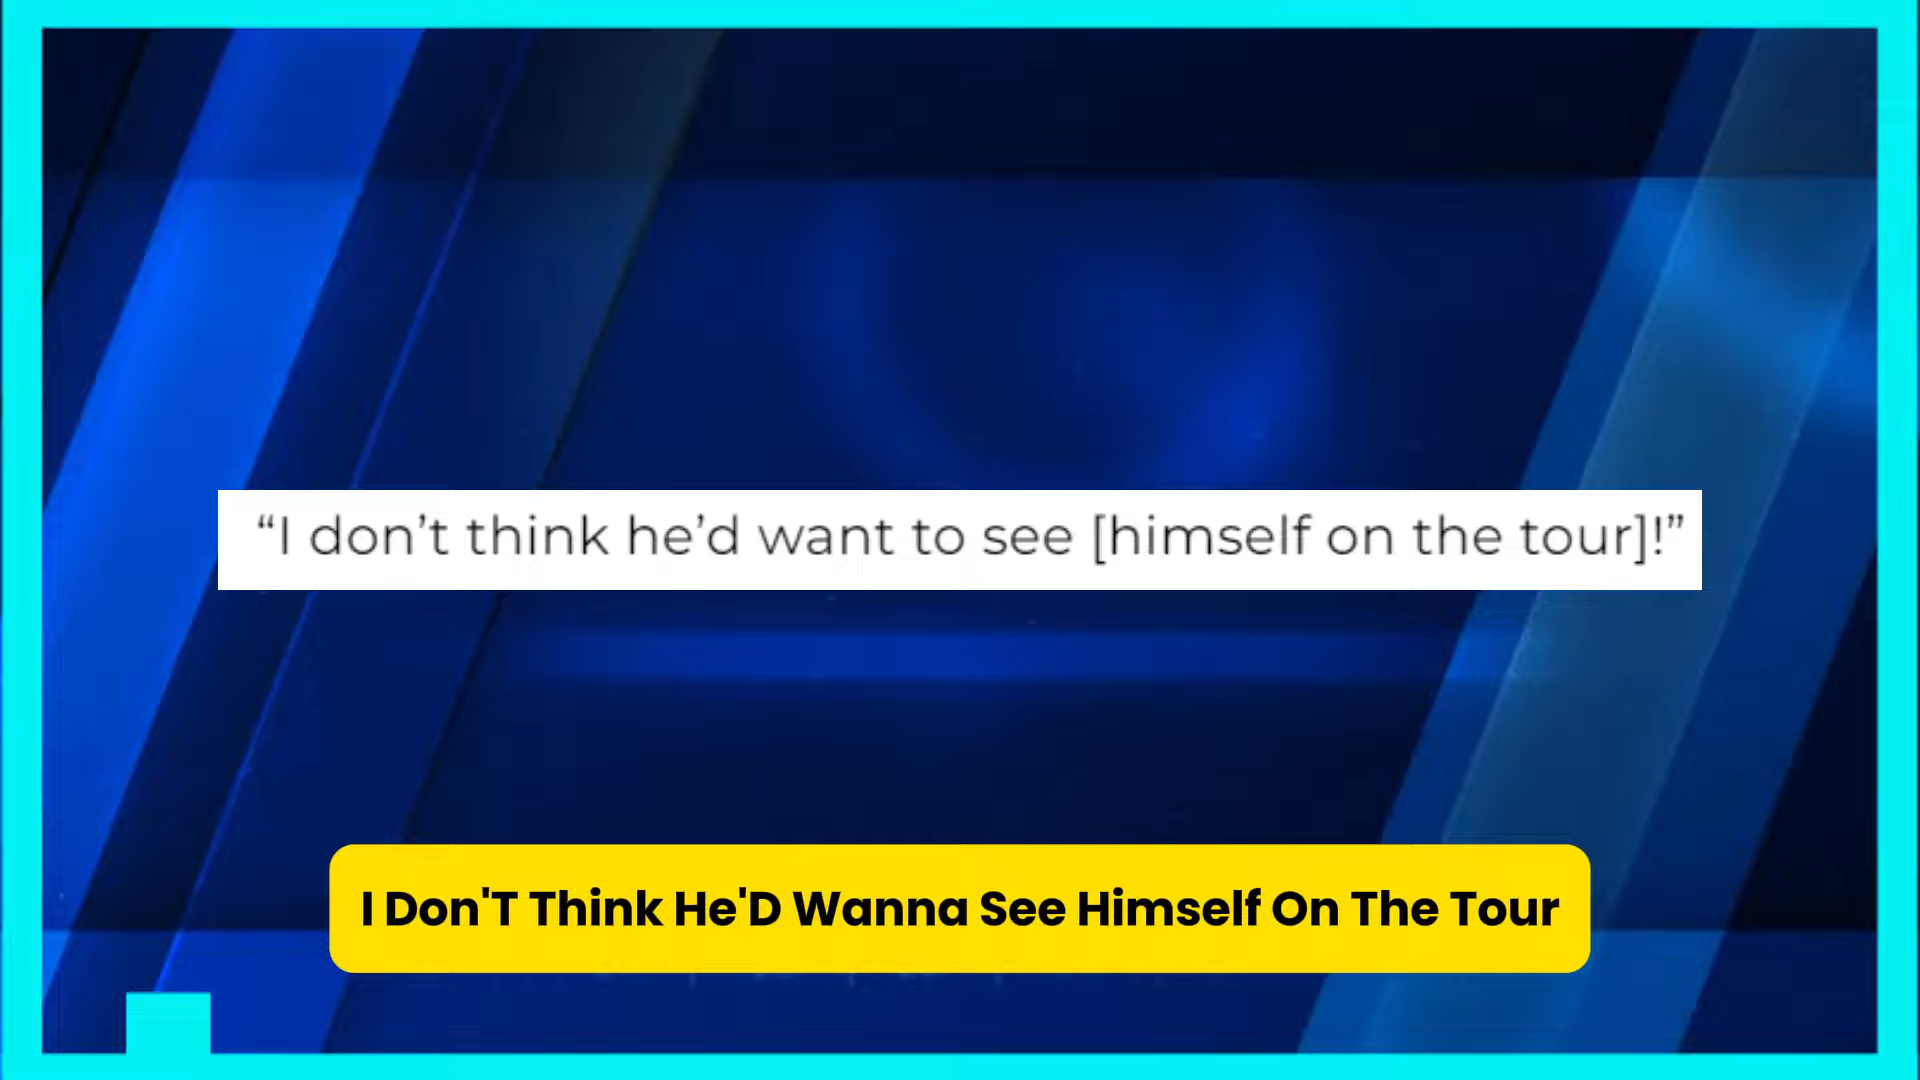 “I don’t think he’d want to see [himself on the tour]!”
I Don'T Think He'D Wanna See Himself On The Tour